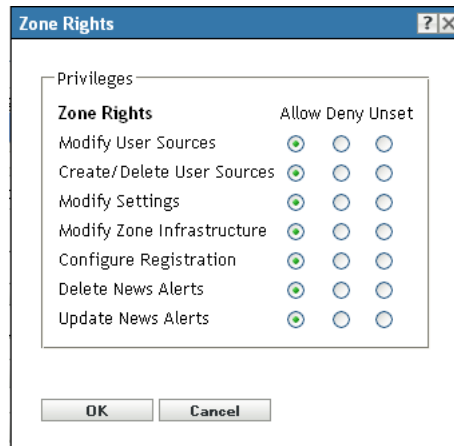 Zone Rights ? X
Privileges
Zone Rights Allow Deny Unset
Modify User Sources
Create/Delete User Sources
Modify Settings
Modify Zone Infrastructure
Configure Registration
Delete News Alerts
Update News Alerts
OK Cancel